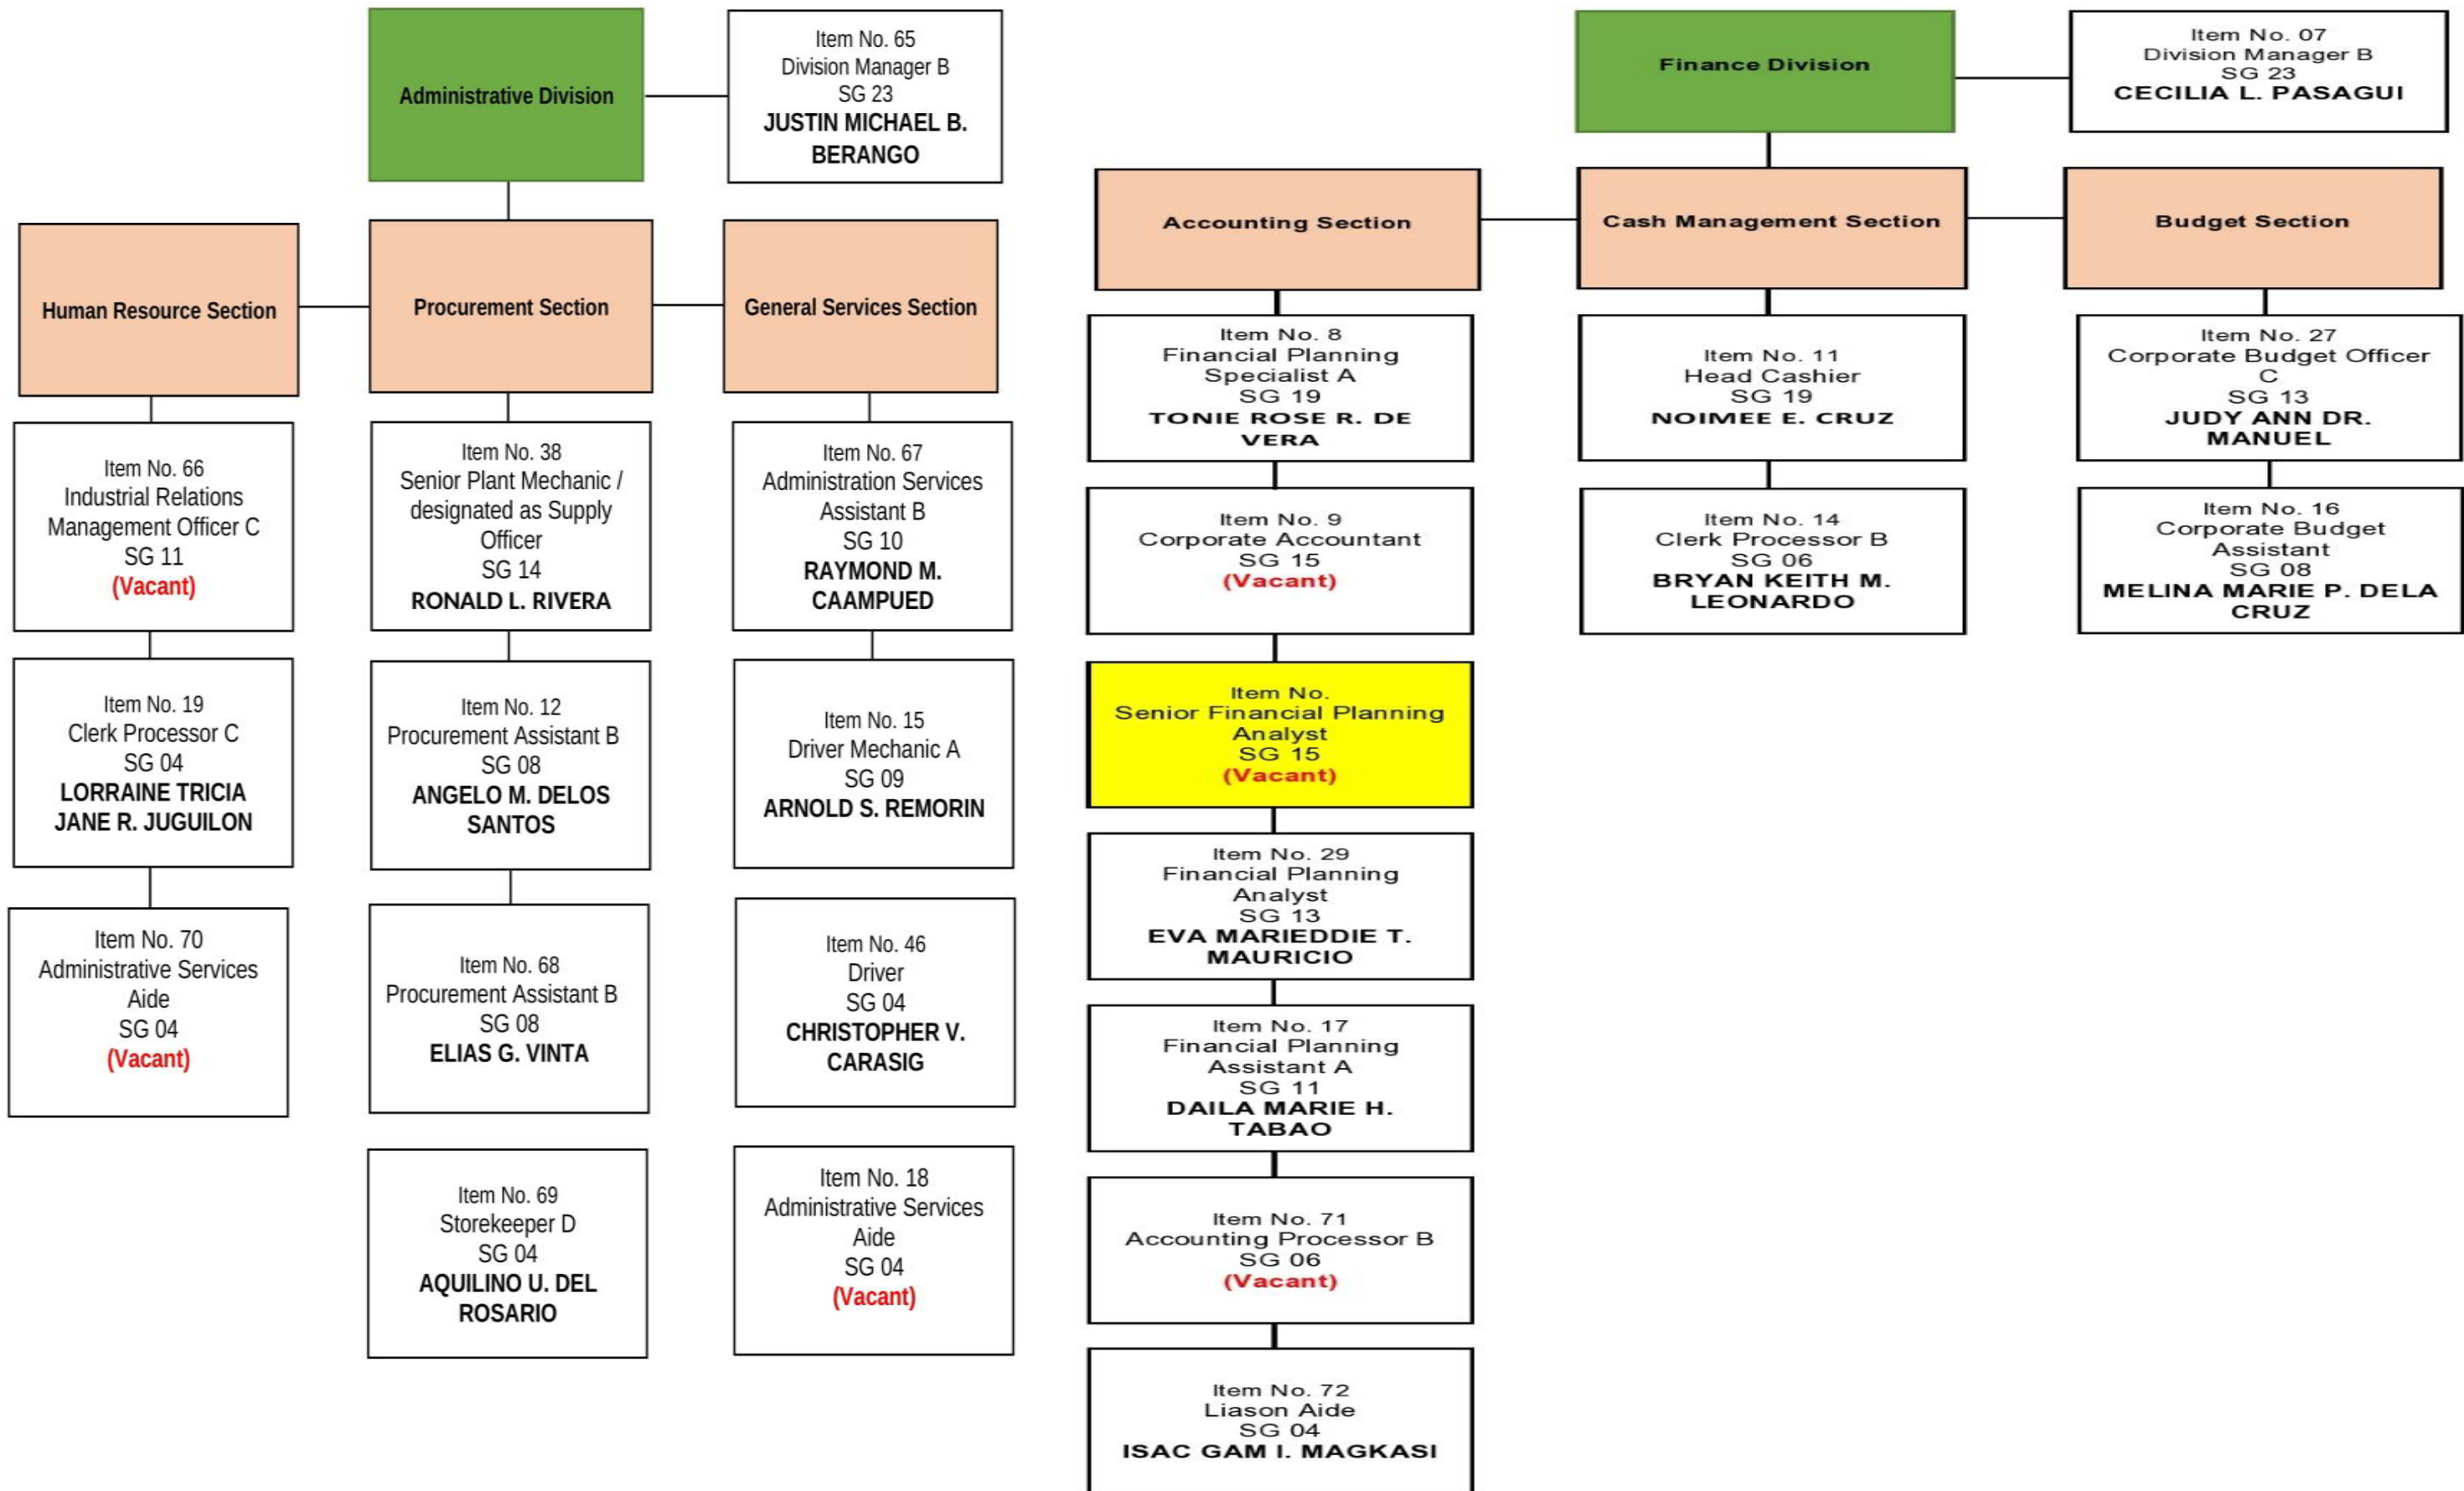 Administrative Division
Item No. 65
Division Manager B
SG 23
JUSTIN MICHAEL B.
BERANGO
Human Resource Section
Procurement Section
General Services Section
Item No. 66
Industrial Relations
Management Officer C
SG 11
(Vacant)
Item No. 19
Clerk Processor C
SG 04
LORRAINE TRICIA
JANE R. JUGUILON
Item No. 70
Administrative Services
Aide
SG 04
(Vacant)
Item No. 38
Senior Plant Mechanic /
designated as Supply
Officer
SG 14
RONALD L. RIVERA
Item No. 12
Procurement Assistant B
SG 08
ANGELO M. DELOS
SANTOS
Item No. 68
Procurement Assistant B
SG 08
ELIAS G. VINTA
Item No. 69
Storekeeper D
SG 04
AQUILINO U. DEL
ROSARIO
Item No. 67
Administration Services
Assistant B
SG 10
RAYMOND M.
CAAMPUED
Item No. 15
Driver Mechanic A
SG 09
ARNOLD S. REMORIN
Item No. 46
Driver
SG 04
CHRISTOPHER V.
CARASIG
Item No. 18
Administrative Services
Aide
SG 04
(Vacant)
Finance Division
Item No. 07
Division Manager B
SG 23
CECILIA L. PASAGUI
Accounting Section
Cash Management Section
Budget Section
Item No. 8
Financial Planning
Specialist A
SG 19
TONIE ROSE R. DE
VERA
Item No. 9
Corporate Accountant
SG 15
(Vacant)
Item No.
Senior Financial Planning
Analyst
SG 15
(Vacant)
Item No. 29
Financial Planning
Analyst
SG 13
EVA MARIEDDIE T.
MAURICIO
Item No. 17
Financial Planning
Assistant A
SG 11
DAILA MARIE H.
TABAO
Item No. 71
Accounting Processor B
SG 06
(Vacant)
Item No. 72
Liason Aide
SG 04
ISAC GAM I. MAGKASI
Item No. 11
Head Cashier
SG 19
NOIMEE E. CRUZ
Item No. 14
Clerk Processor B
SG 06
BRYAN KEITH M.
LEONARDO
Item No. 27
Corporate Budget Officer
C
SG 13
JUDY ANN DR.
MANUEL
Item No. 16
Corporate Budget
Assistant
SG 08
MELINA MARIE P. DELA
CRUZ